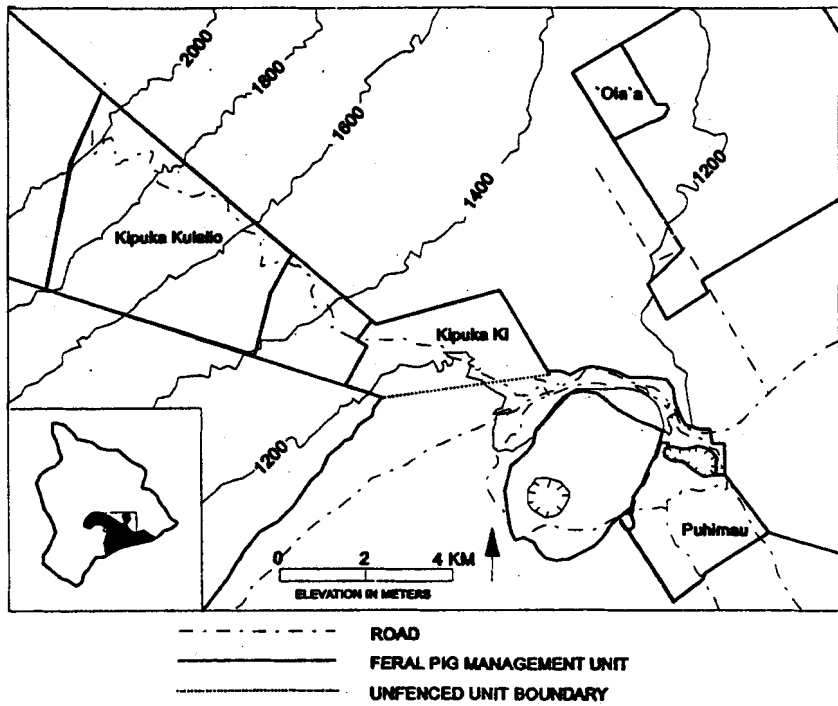 2000
1800
1600
1400
`Ola`a
1200
Kipuka Kulalio
Kipuka Ki
1200
Puhimau
0 2 4 KM
ELEVATION IN METERS
ROAD
FERAL PIG MANAGEMENT UNIT
UNFENCED UNIT BOUNDARY